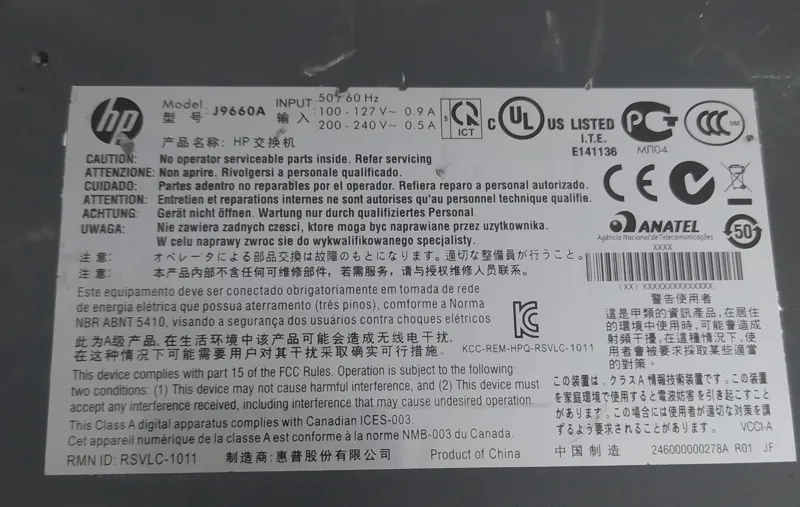 hp
Model J9660A INPUT 50/60 Hz
型号 输入 100 - 127V~ 0.9 A
200 - 240V~ 0.5 A
产品名称: HP 交换机
ICT
C UL US LISTED
I.T.E.
E141136
МЛ04
CCC S&E
CAUTION: No operator serviceable parts inside. Refer servicing
ATTENZIONE: Non aprire. Rivolgersi a personale qualificado.
CUIDADO: Partes adentro no reparables por el operador. Refiera reparo a personal autorizado.
ATTENTION: Entretien et reparations internes ne sont autorises qu'au personnel technique qualifie.
ACHTUNG: Gerät nicht öffnen. Wartung nur durch qualifiziertes Personal
UWAGA: Nie zawiera zadnych czesci, ktore moga byc naprawiane przez uzytkownika.
W celu naprawy zwroc sie do wykwalifikowanego specjalisty.
注意: オペレータによる部品交換は故障のもとになります。適切な整備員が行うこと。
注意: 本产品内部不含任何可维修部件，若需服务，请与授权维修人员联系。
CE
ANATEL
Agência Nacional de Telecomunicações
XXXX
50
(XX) XXXXXXXXXXXXXX
Este equipamento deve ser conectado obrigatoriamente em tomada de rede
de energia elétrica que possua aterramento (três pinos), conforme a Norma
NBR ABNT 5410, visando a segurança dos usuários contra choques elétricos
此为A级产品，在生活环境中该产品可能会造成无线电干扰，
在这种情况下可能需要用户对其干扰采取确实可行措施。
KCC-REM-HPQ-RSVLC-1011
This device complies with part 15 of the FCC Rules. Operation is subject to the following
two conditions: (1) This device may not cause harmful interference, and (2) This device must
accept any interference received, including interference that may cause undesired operation.
This Class A digital apparatus complies with Canadian ICES-003.
Cet appareil numérique de la classe A est conforme à la norme NMB-003 du Canada.
RMN ID: RSVLC-1011 制造商: 惠普股份有限公司 Product of China
警告使用者
這是甲類的資訊產品，在居住
的環境中使用時，可能會造成
射頻干擾，在這種情況下，使
用者會被要求採取某些適當
的對策。
この装置は、クラスA情報技術装置です。この装置
を家庭環境で使用すると電波妨害を引き起こすこと
があります。この場合には使用者が適切な対策を講
ずるよう要求されることがあります。 VCCI-A
中国制造 246000000278A R01 JF